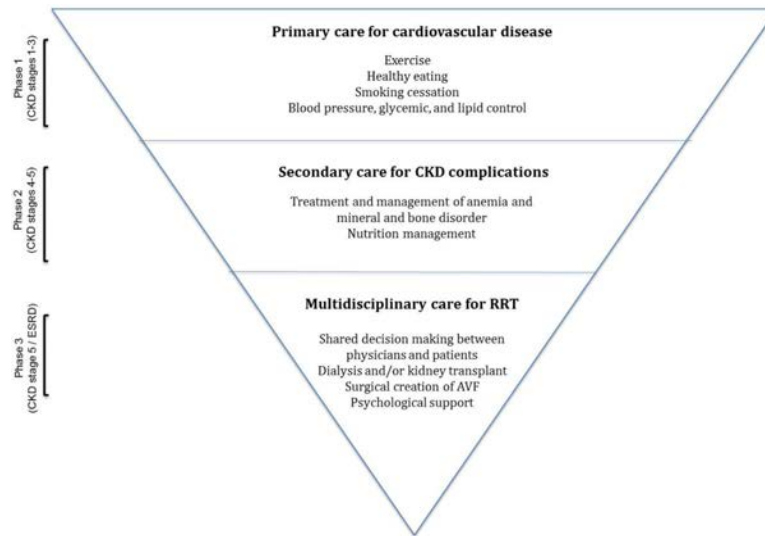 Phase 1
(CKD stages 1-3)
Primary care for cardiovascular disease
Exercise
Healthy eating
Smoking cessation
Blood pressure, glycemic, and lipid control
Phase 2
(CKD stages 4-5)
Secondary care for CKD complications
Treatment and management of anemia and
mineral and bone disorder
Nutrition management
Phase 3
(CKD stage 5 / ESRD)
Multidisciplinary care for RRT
Shared decision making between
physicians and patients
Dialysis and/or kidney transplant
Surgical creation of AVF
Psychological support